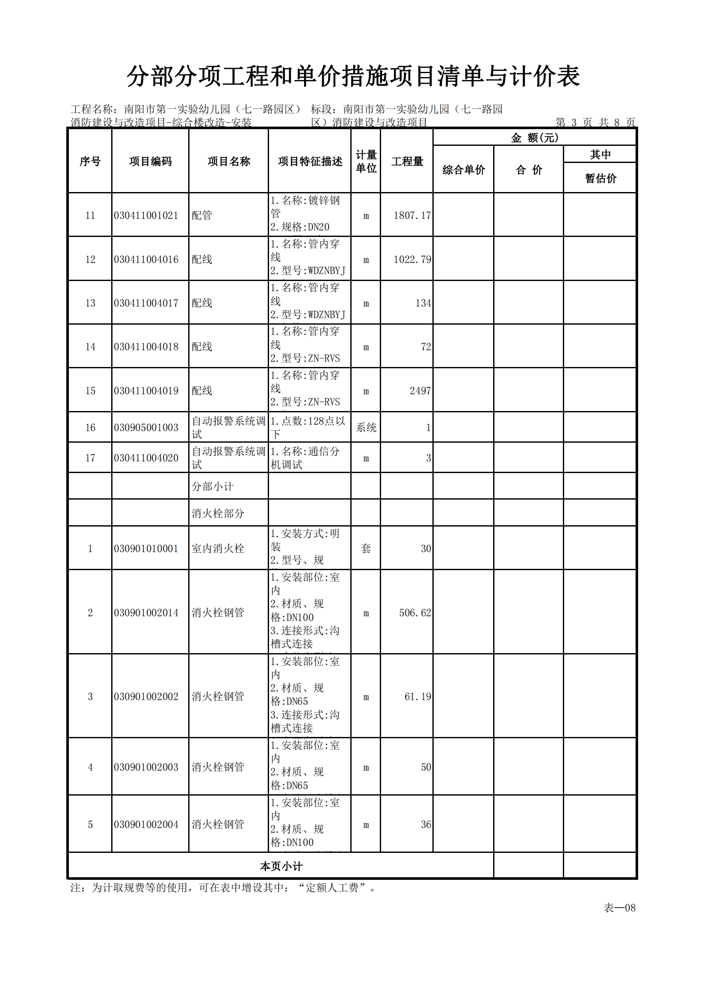 分部分项工程和单价措施项目清单与计价表
工程名称：南阳市第一实验幼儿园（七一路园区）
消防建设与改造项目-综合楼改造-安装
标段：南阳市第一实验幼儿园（七一路园
区）消防建设与改造项目
第 3 页 共 8 页
序号 项目编码 项目名称 项目特征描述 计量
单位 工程量 金 额(元)
综合单价 合 价 其中
暂估价
11 030411001021 配管 1.名称:镀锌钢
管
2.规格:DN20
m 1807.17
12 030411004016 配线 1.名称:管内穿
线
2.型号:WDZNBYJ
m 1022.79
13 030411004017 配线 1.名称:管内穿
线
2.型号:WDZNBYJ
m 134
14 030411004018 配线 1.名称:管内穿
线
2.型号:ZN-RVS
m 72
15 030411004019 配线 1.名称:管内穿
线
2.型号:ZN-RVS
m 2497
16 030905001003 自动报警系统调
试
1.点数:128点以
下
系统 1
17 030411004020 自动报警系统调
试
1.名称:通信分
机调试
m 3
分部小计
消火栓部分
1 030901010001 室内消火栓 1.安装方式:明
装
2.型号、规
套 30
2 030901002014 消火栓钢管 1.安装部位:室
内
2.材质、规
格:DN100
3.连接形式:沟
槽式连接
m 506.62
3 030901002002 消火栓钢管 1.安装部位:室
内
2.材质、规
格:DN65
3.连接形式:沟
槽式连接
m 61.19
4 030901002003 消火栓钢管 1.安装部位:室
内
2.材质、规
格:DN65
m 50
5 030901002004 消火栓钢管 1.安装部位:室
内
2.材质、规
格:DN100
m 36
本页小计
注：为计取规费等的使用，可在表中增设其中：“定额人工费”。
表—08